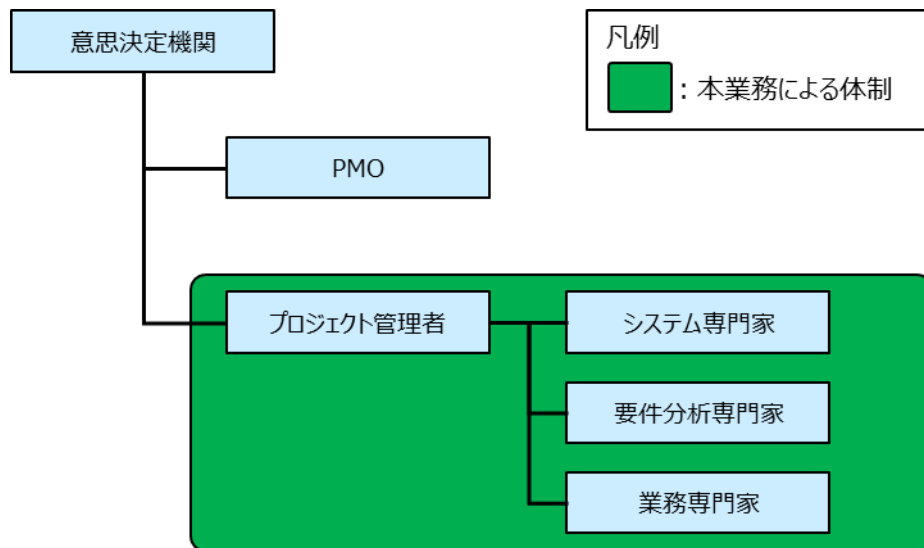 意思決定機関
凡例
：本業務による体制
PMO
プロジェクト管理者
システム専門家
要件分析専門家
業務専門家